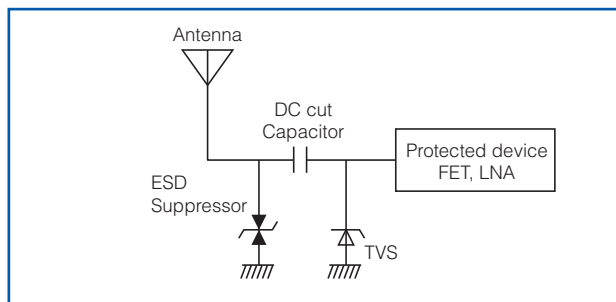 Antenna
DC cut
Capacitor
Protected device
FET, LNA
ESD
Suppressor
TVS